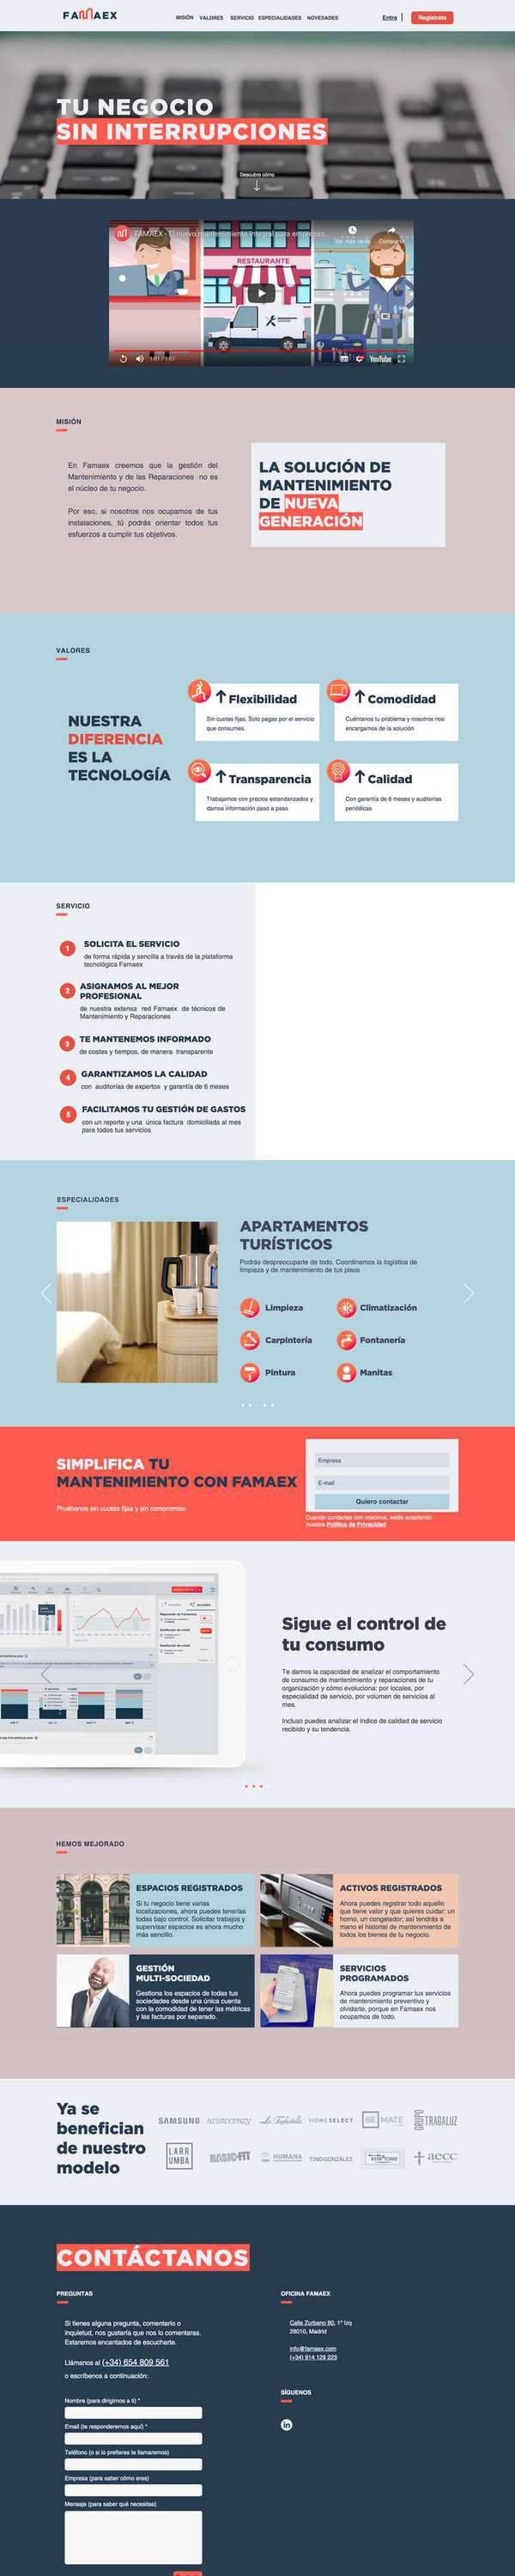 FAMAEX
MISIÓN VALORES SERVICIO ESPECIALIDADES NOVEDADES
Entra | Regístrate
TU NEGOCIO
SIN INTERRUPCIONES
Descubre cómo
FAMAEX - El nuevo mantenimiento integral para empresas...
Ver más tarde
RESTAURANTE
YouTube
MISIÓN
En Famaex creemos que la gestión del
Mantenimiento y de las Reparaciones no es
el núcleo de tu negocio.
Por eso, si nosotros nos ocupamos de tus
instalaciones, tú podrás orientar todos tus
esfuerzos a cumplir tus objetivos.
LA SOLUCIÓN DE
MANTENIMIENTO
DE NUEVA
GENERACIÓN
VALORES
NUESTRA
DIFERENCIA
ES LA
TECNOLOGÍA
Flexibilidad
Sin cuotas fijas. Solo pagas por el servicio
que consumes.
Comodidad
Cuéntanos tu problema y nosotros nos
encargamos de la solución
Transparencia
Trabajamos con precios estandarizados y
damos información paso a paso
Calidad
Con garantía de 6 meses y auditorías
periódicas
SERVICIO
1 SOLICITA EL SERVICIO
de forma rápida y sencilla a través de la plataforma
tecnológica Famaex
2 ASIGNAMOS AL MEJOR
PROFESIONAL
de nuestra extensa red Famaex de técnicos de
Mantenimiento y Reparaciones
3 TE MANTENEMOS INFORMADO
de costes y tiempos, de manera transparente
4 GARANTIZAMOS LA CALIDAD
con auditorías de expertos y garantía de 6 meses
5 FACILITAMOS TU GESTIÓN DE GASTOS
con un reporte y una única factura domiciliada al mes
para todos tus servicios
ESPECIALIDADES
APARTAMENTOS
TURÍSTICOS
Podrás despreocuparte de todo. Coordinamos la logística de
limpieza y de mantenimiento de tus pisos
Limpieza
Climatización
Carpintería
Fontanería
Pintura
Manitas
SIMPLIFICA TU
MANTENIMIENTO CON FAMAEX
Pruébanos sin cuotas fijas y sin compromiso
Empresa
E-mail
Quiero contactar
Cuando contactas con nosotros, estás aceptando
nuestra Política de Privacidad
Sigue el control de
tu consumo
Te damos la capacidad de analizar el comportamiento
de consumo de mantenimiento y reparaciones de tu
organización y cómo evoluciona: por locales, por
especialidad de servicio, por volumen de servicios al
mes.
Incluso puedes analizar el índice de calidad de servicio
recibido y su tendencia.
HEMOS MEJORADO
ESPACIOS REGISTRADOS
Si tu negocio tiene varias
localizaciones, ahora puedes tenerlas
todas bajo control. Solicitar trabajos y
supervisar espacios es ahora mucho
más sencillo.
ACTIVOS REGISTRADOS
Ahora puedes registrar todo aquello
que tiene valor y que quieres cuidar: un
horno, un congelador; así tendrás a
mano el historial de mantenimiento de
todos los bienes de tu negocio.
GESTIÓN
MULTI-SOCIEDAD
Gestiona los espacios de todas tus
sociedades desde una única cuenta
con la comodidad de tener las métricas
y las facturas por separado.
SERVICIOS
PROGRAMADOS
Ahora puedes programar tus servicios
de mantenimiento preventivo y
olvidarte, porque en Famaex nos
ocupamos de todo.
Ya se
benefician
de nuestro
modelo
SAMSUNG aristocrazy La Tagliatella HOMESELECT BE MATE GRUPO TRAGALUZ
LARRUMBA BASIC-FIT HUMANA TINO GONZÁLEZ aecc
CONTÁCTANOS
PREGUNTAS
Si tienes alguna pregunta, comentario o
inquietud, nos gustaría que nos lo comentaras.
Estaremos encantados de escucharte.
Llámanos al (+34) 654 809 561
o escríbenos a continuación:
Nombre (para dirigirnos a ti) *
Email (te responderemos aquí) *
Teléfono (o si lo prefieres te llamaremos)
Empresa (para saber cómo eres)
Mensaje (para saber qué necesitas)
OFICINA FAMAEX
Calle Zurbano 80, 1º Izq
28010, Madrid
info@famaex.com
(+34) 914 129 223
SÍGUENOS
in